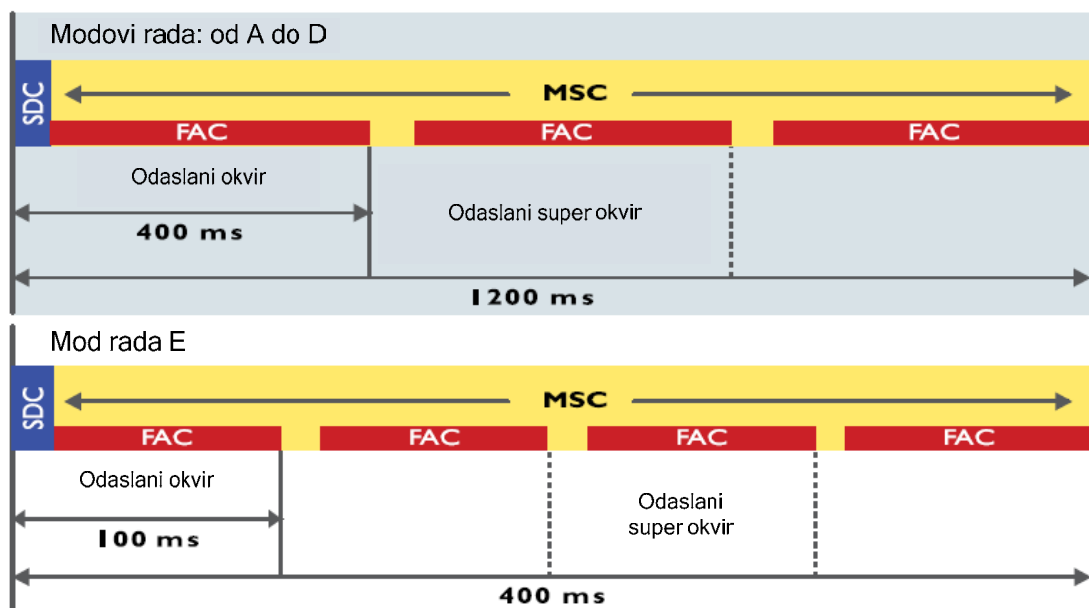 Modovi rada: od A do D
SDC
MSC
FAC
FAC
FAC
Odaslani okvir
Odaslani super okvir
400 ms
1200 ms
Mod rada E
SDC
MSC
FAC
FAC
FAC
FAC
Odaslani okvir
Odaslani
super okvir
100 ms
400 ms